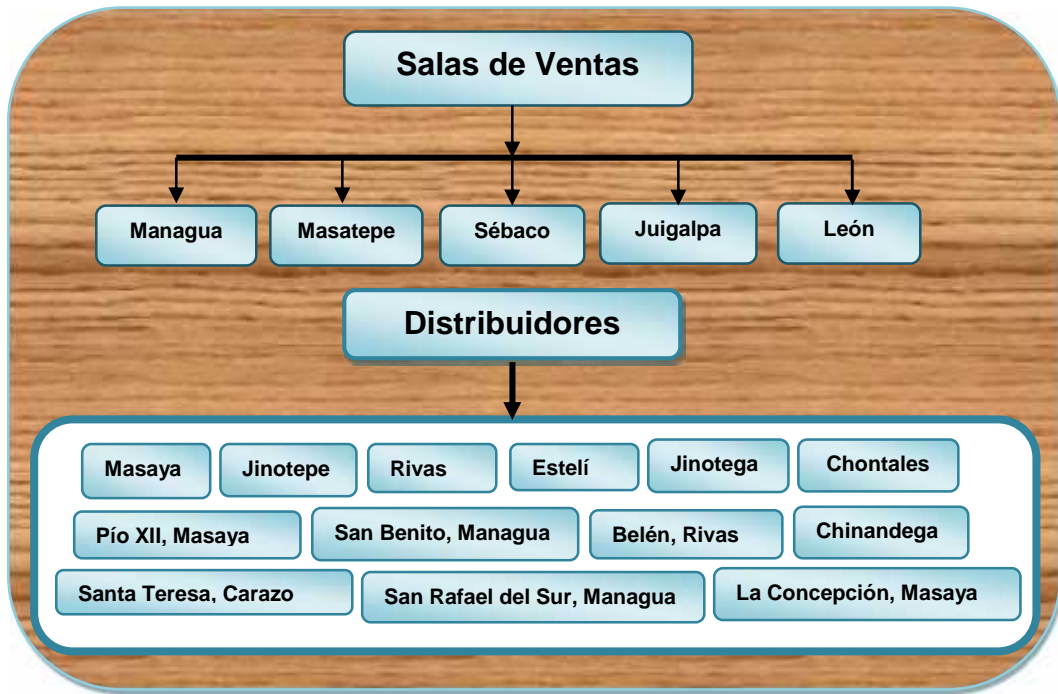 Salas de Ventas
Managua
Masatepe
Sébaco
Juigalpa
León
Distribuidores
Masaya
Jinotepe
Rivas
Estelí
Jinotega
Chontales
Pío XII, Masaya
San Benito, Managua
Belén, Rivas
Chinandega
Santa Teresa, Carazo
San Rafael del Sur, Managua
La Concepción, Masaya